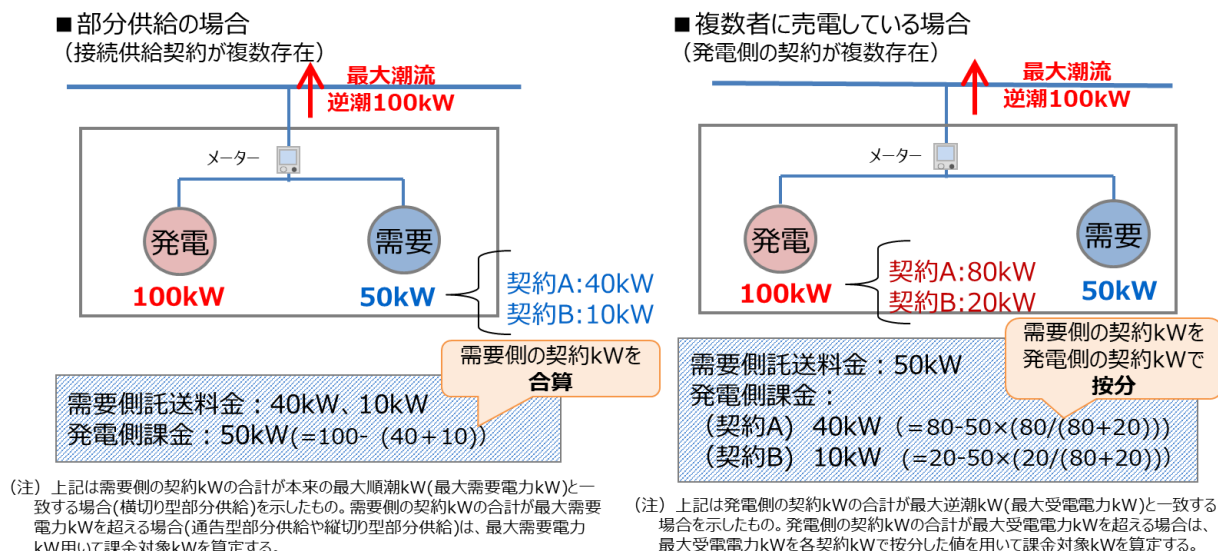 ■部分供給の場合
（接続供給契約が複数存在）
最大潮流
逆潮100kW
メーター
発電
需要
100kW
50kW
契約A:40kW
契約B:10kW
需要側の契約kWを
合算
需要側託送料金：40kW、10kW
発電側課金：50kW(=100-（40＋10))
（注）上記は需要側の契約kWの合計が本来の最大順潮kW(最大需要電力kW)と一
致する場合(横切り型部分供給)を示したもの。需要側の契約kWの合計が最大需要
電力kWを超える場合(通告型部分供給や縦切り型部分供給)は、最大需要電力
kW用いて課金対象kWを算定する。
■複数者に売電している場合
（発電側の契約が複数存在）
最大潮流
逆潮100kW
メーター
発電
需要
100kW
契約A:80kW
契約B:20kW
50kW
需要側の契約kWを
発電側の契約kWで
按分
需要側託送料金：50kW
発電側課金：
（契約A） 40kW （=80-50×(80/(80+20)))
（契約B） 10kW （=20-50×(20/(80+20)))
（注）上記は発電側の契約kWの合計が最大逆潮kW(最大受電電力kW)と一致する
場合を示したもの。発電側の契約kWの合計が最大受電電力kWを超える場合は、
最大受電電力kWを各契約kWで按分した値を用いて課金対象kWを算定する。